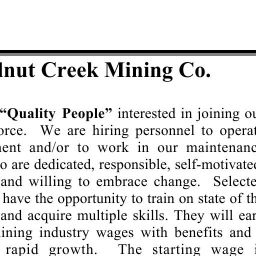 lnut Creek Mining Co.
“Quality People” interested in joining ou
orce. We are hiring personnel to operat
ent and/or to work in our maintenanc
o are dedicated, responsible, self-motivated
and willing to embrace change. Selecte
have the opportunity to train on state of th
and acquire multiple skills. They will ear
ining industry wages with benefits and
rapid growth. The starting wage i